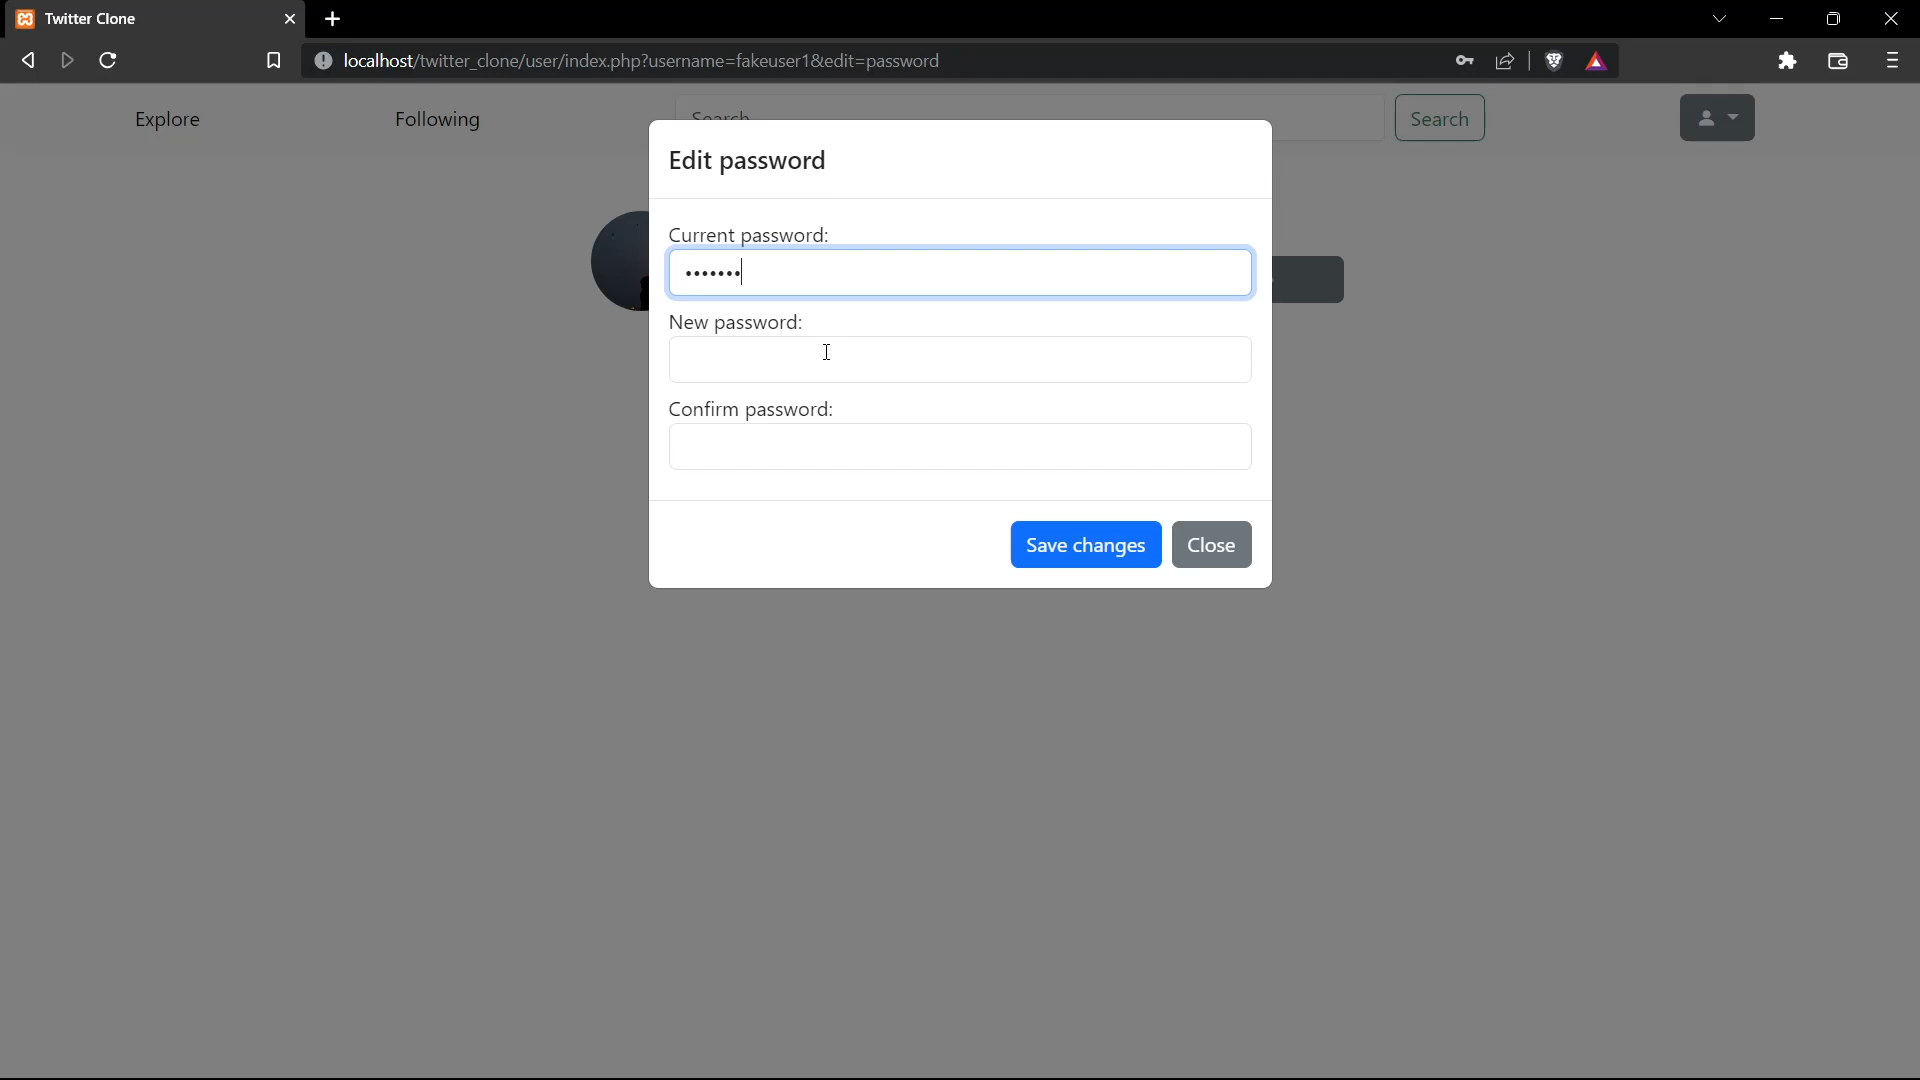 Twitter Clone
localhost/twitter_clone/user/index.php?username=fakeuser1&edit=password
Explore
Following
Search
Search
Edit password
Current password:
•••••••
New password:
Confirm password:
Save changes
Close